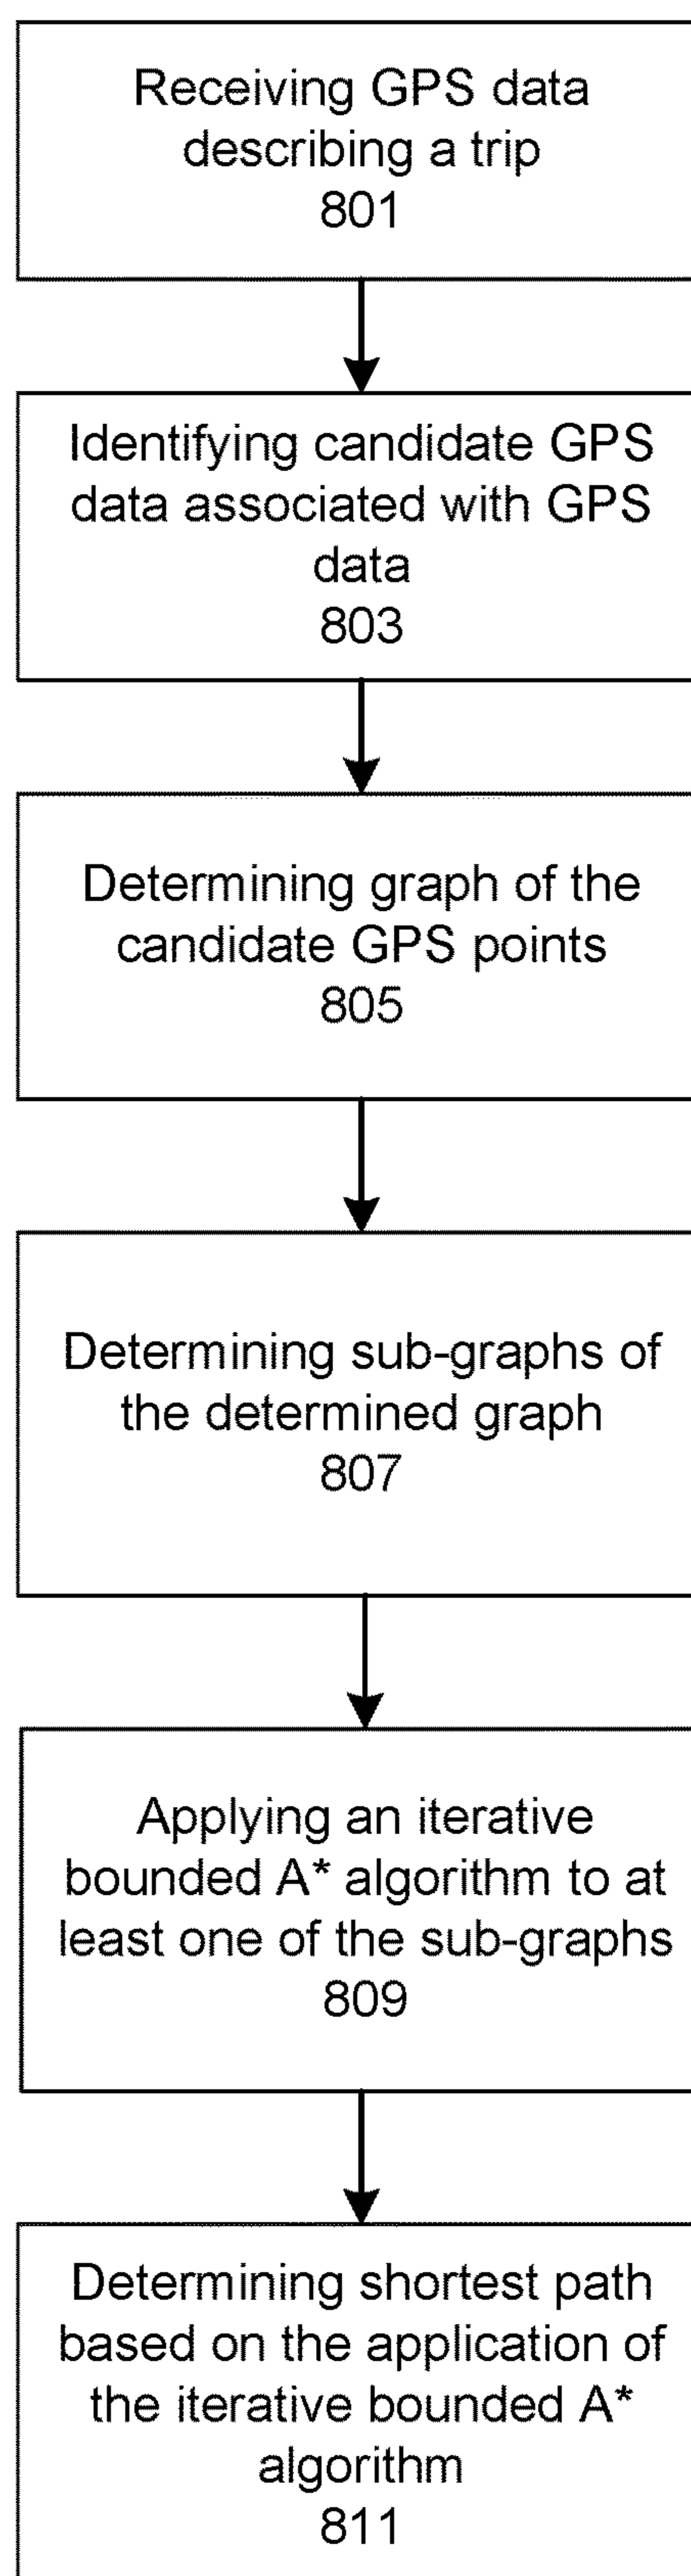 Receiving GPS data
describing a trip
801
Identifying candidate GPS
data associated with GPS
data
803
Determining graph of the
candidate GPS points
805
Determining sub-graphs of
the determined graph
807
Applying an iterative
bounded A* algorithm to at
least one of the sub-graphs
809
Determining shortest path
based on the application of
the iterative bounded A*
algorithm
811